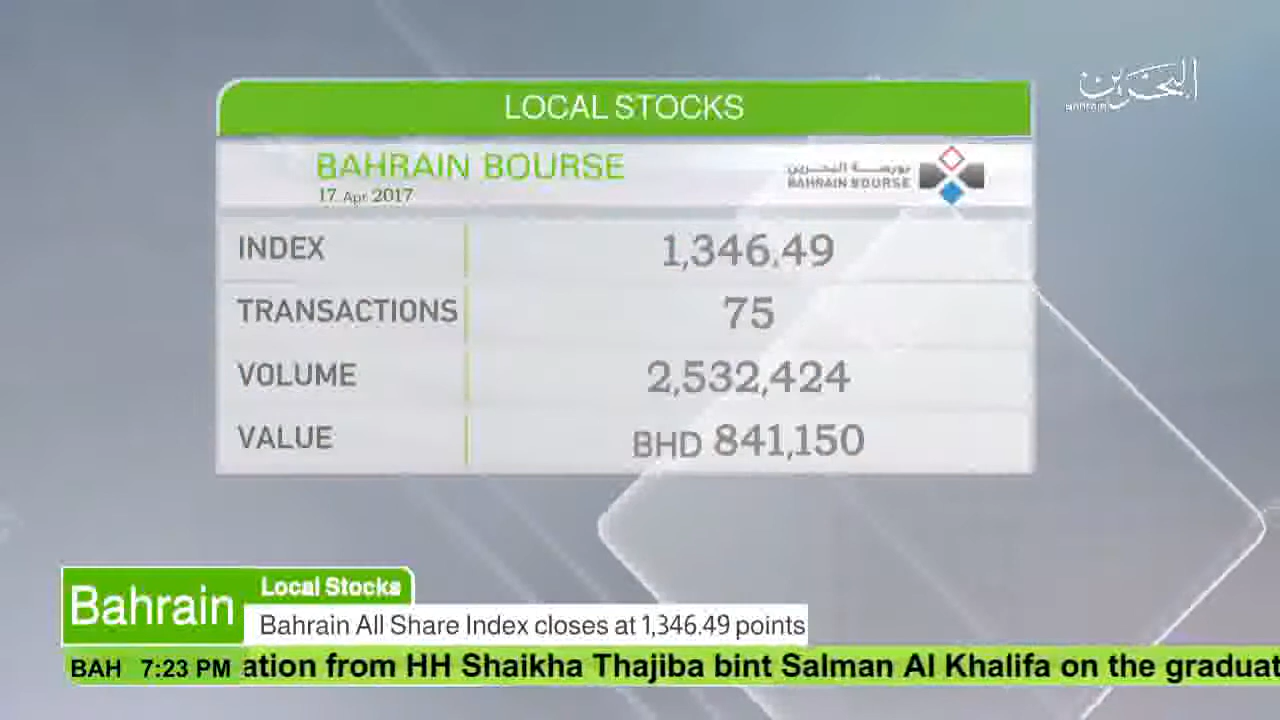 البحرين
Bahrain
LOCAL STOCKS
BAHRAIN BOURSE
17 Apr 2017
بورصة البحرين
BAHRAIN BOURSE
INDEX 1,346.49
TRANSACTIONS 75
VOLUME 2,532,424
VALUE BHD 841,150
Bahrain
Local Stocks
Bahrain All Share Index closes at 1,346.49 points
BAH 7:23 PM ation from HH Shaikha Thajiba bint Salman Al Khalifa on the graduat